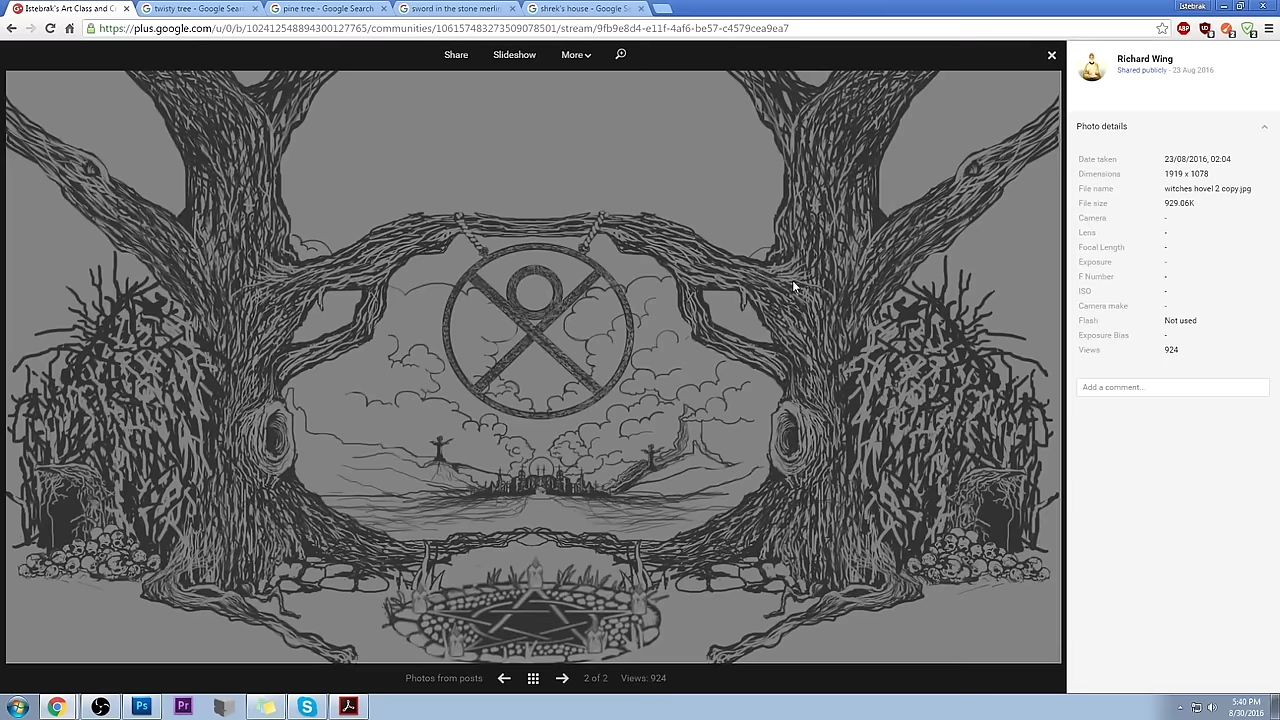 Istebrak's Art Class and Cr
twisty tree - Google Sear
pine tree - Google Search
sword in the stone merlin
shrek's house - Google Se
Istebrak
https://plus.google.com/u/0/b/102412548894300127765/communities/106157483273509078501/stream/9fb9e8d4-e11f-4af6-be57-c4579cea9ea7
Share
Slideshow
More
Richard Wing
Shared publicly - 23 Aug 2016
Photo details
Date taken 23/08/2016, 02:04
Dimensions 1919 x 1078
File name witches hovel 2 copy.jpg
File size 929.06K
Camera -
Lens -
Focal Length -
Exposure -
F Number -
ISO -
Camera make -
Flash Not used
Exposure Bias -
Views 924
Add a comment...
Photos from posts
2 of 2
Views: 924
Ps
Pr
5:40 PM
8/30/2016